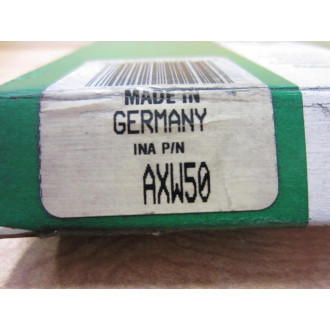 MADE IN
GERMANY
INA P/N
AXW50